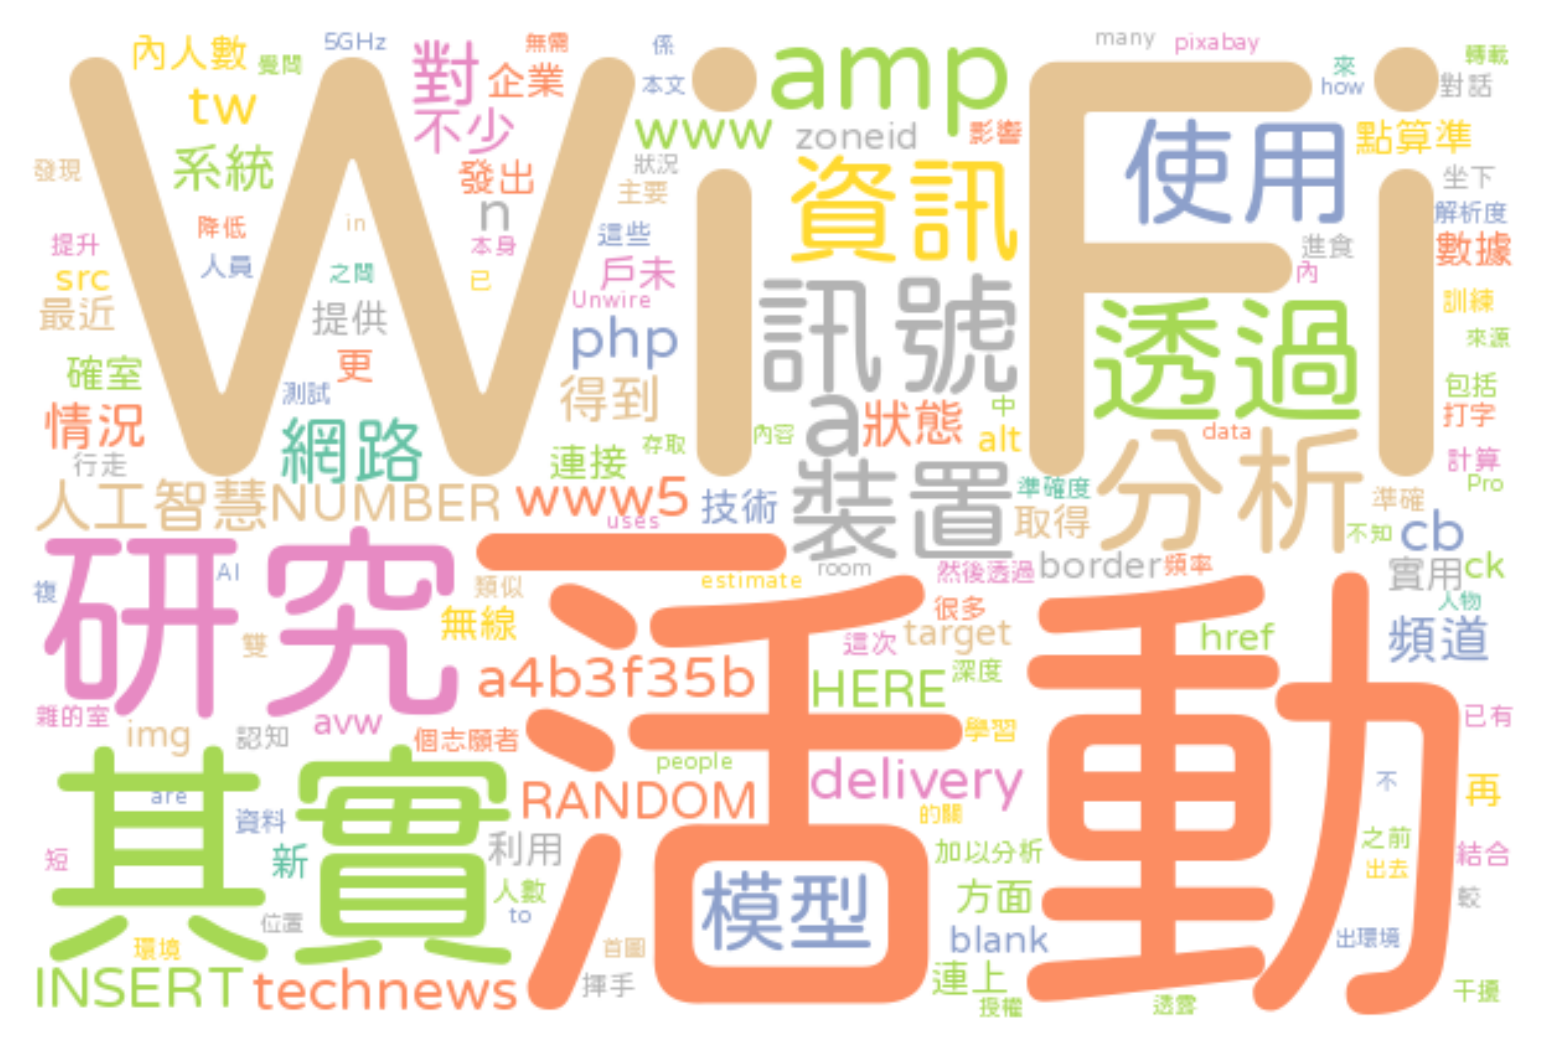 內人數 5GHz 對 無需 係 amp many pixabay 轉載
覺問 企業 本文 來 how 對話
WiFi
tw 不少 www zoneid 影響 使用 點算準
發現 系統 發出 狀況 資訊 坐下
降低 in n 主要 解析度
提升 人員 之間 本身 這些 進食 數據
src 已 戶未 訊號 內
最近 提供 Unwire 透過 訓練
確室 更 php 來源
測試 得到 a 狀態 中 包括
情況 網路 內容 alt data 打字
行走 連接 存取 分析 計算
人工智慧 NUMBER www5 技術 裝置 準確度 準確 Pro
uses 取得 不知 cb
研究 AI room 然後透過 border 頻率 實用 ck
複 類似 estimate 很多 人物
雙 無線 這次 target href 頻道
活動
a4b3f35b HERE 深度
雜的室 img 認知 avw 個志願者 學習 已有
其實 people delivery 不 再
are RANDOM 的關
資料 之前
短 新 利用 加以分析 出去 結合
人數 模型 方面 較
位置 to
環境 首圖 blank 出環境
INSERT technews 揮手 連上 干擾
授權 透露